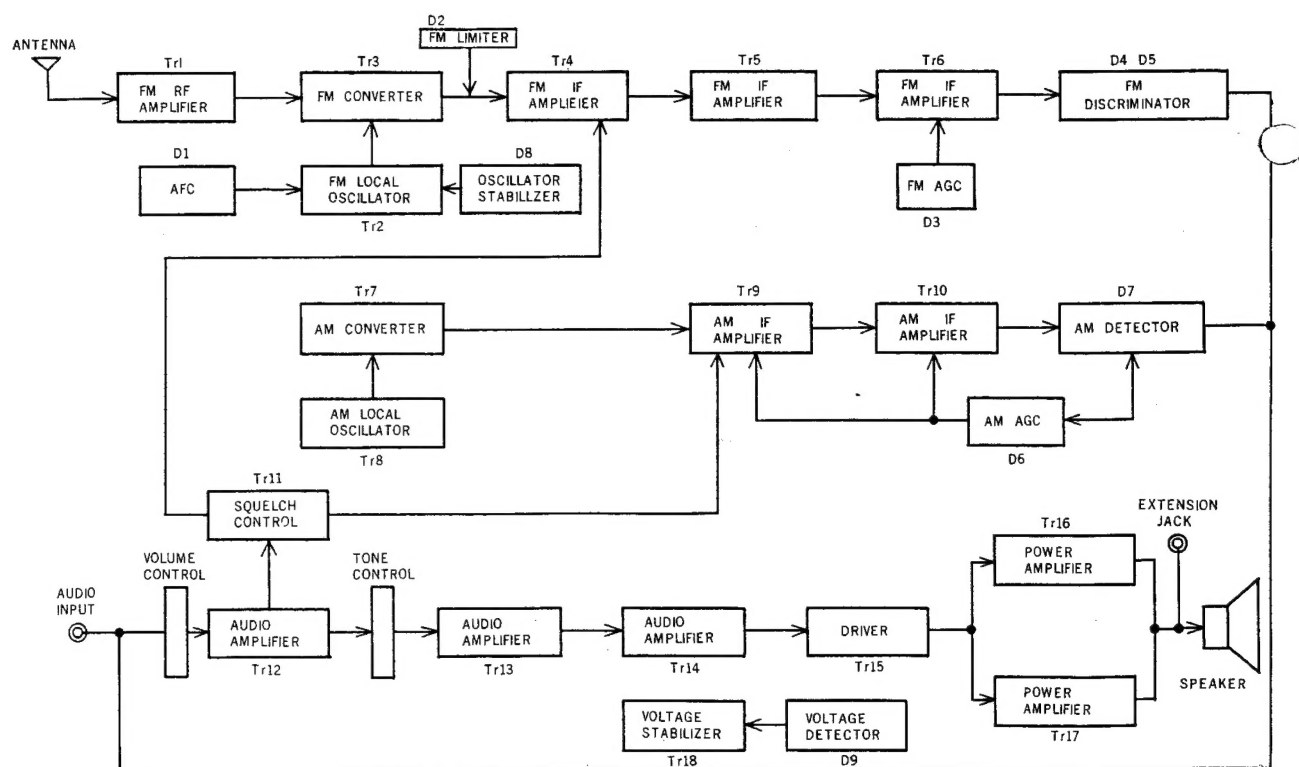 ANTENNA
D2
FM LIMITER
Tr1
FM RF
AMPLIFIER
Tr3
FM CONVERTER
Tr4
FM IF
AMPLIEIER
Tr5
FM IF
AMPLIFIER
Tr6
FM IF
AMPLIFIER
D4 D5
FM
DISCRIMINATOR
D1
AFC
FM LOCAL
OSCILLATOR
Tr2
D8
OSCILLATOR
STABILLZER
FM AGC
D3
Tr7
AM CONVERTER
Tr9
AM IF
AMPLIFIER
Tr10
AM IF
AMPLIFIER
D7
AM DETECTOR
AM LOCAL
OSCILLATOR
Tr8
AM AGC
D6
Tr11
SQUELCH
CONTROL
EXTENSION
JACK
Tr16
POWER
AMPLIFIER
VOLUME
CONTROL
TONE
CONTROL
AUDIO
INPUT
AUDIO
AMPLIFIER
Tr12
AUDIO
AMPLIFIER
Tr13
AUDIO
AMPLIFIER
Tr14
DRIVER
Tr15
SPEAKER
POWER
AMPLIFIER
Tr17
VOLTAGE
STABILIZER
Tr18
VOLTAGE
DETECTOR
D9